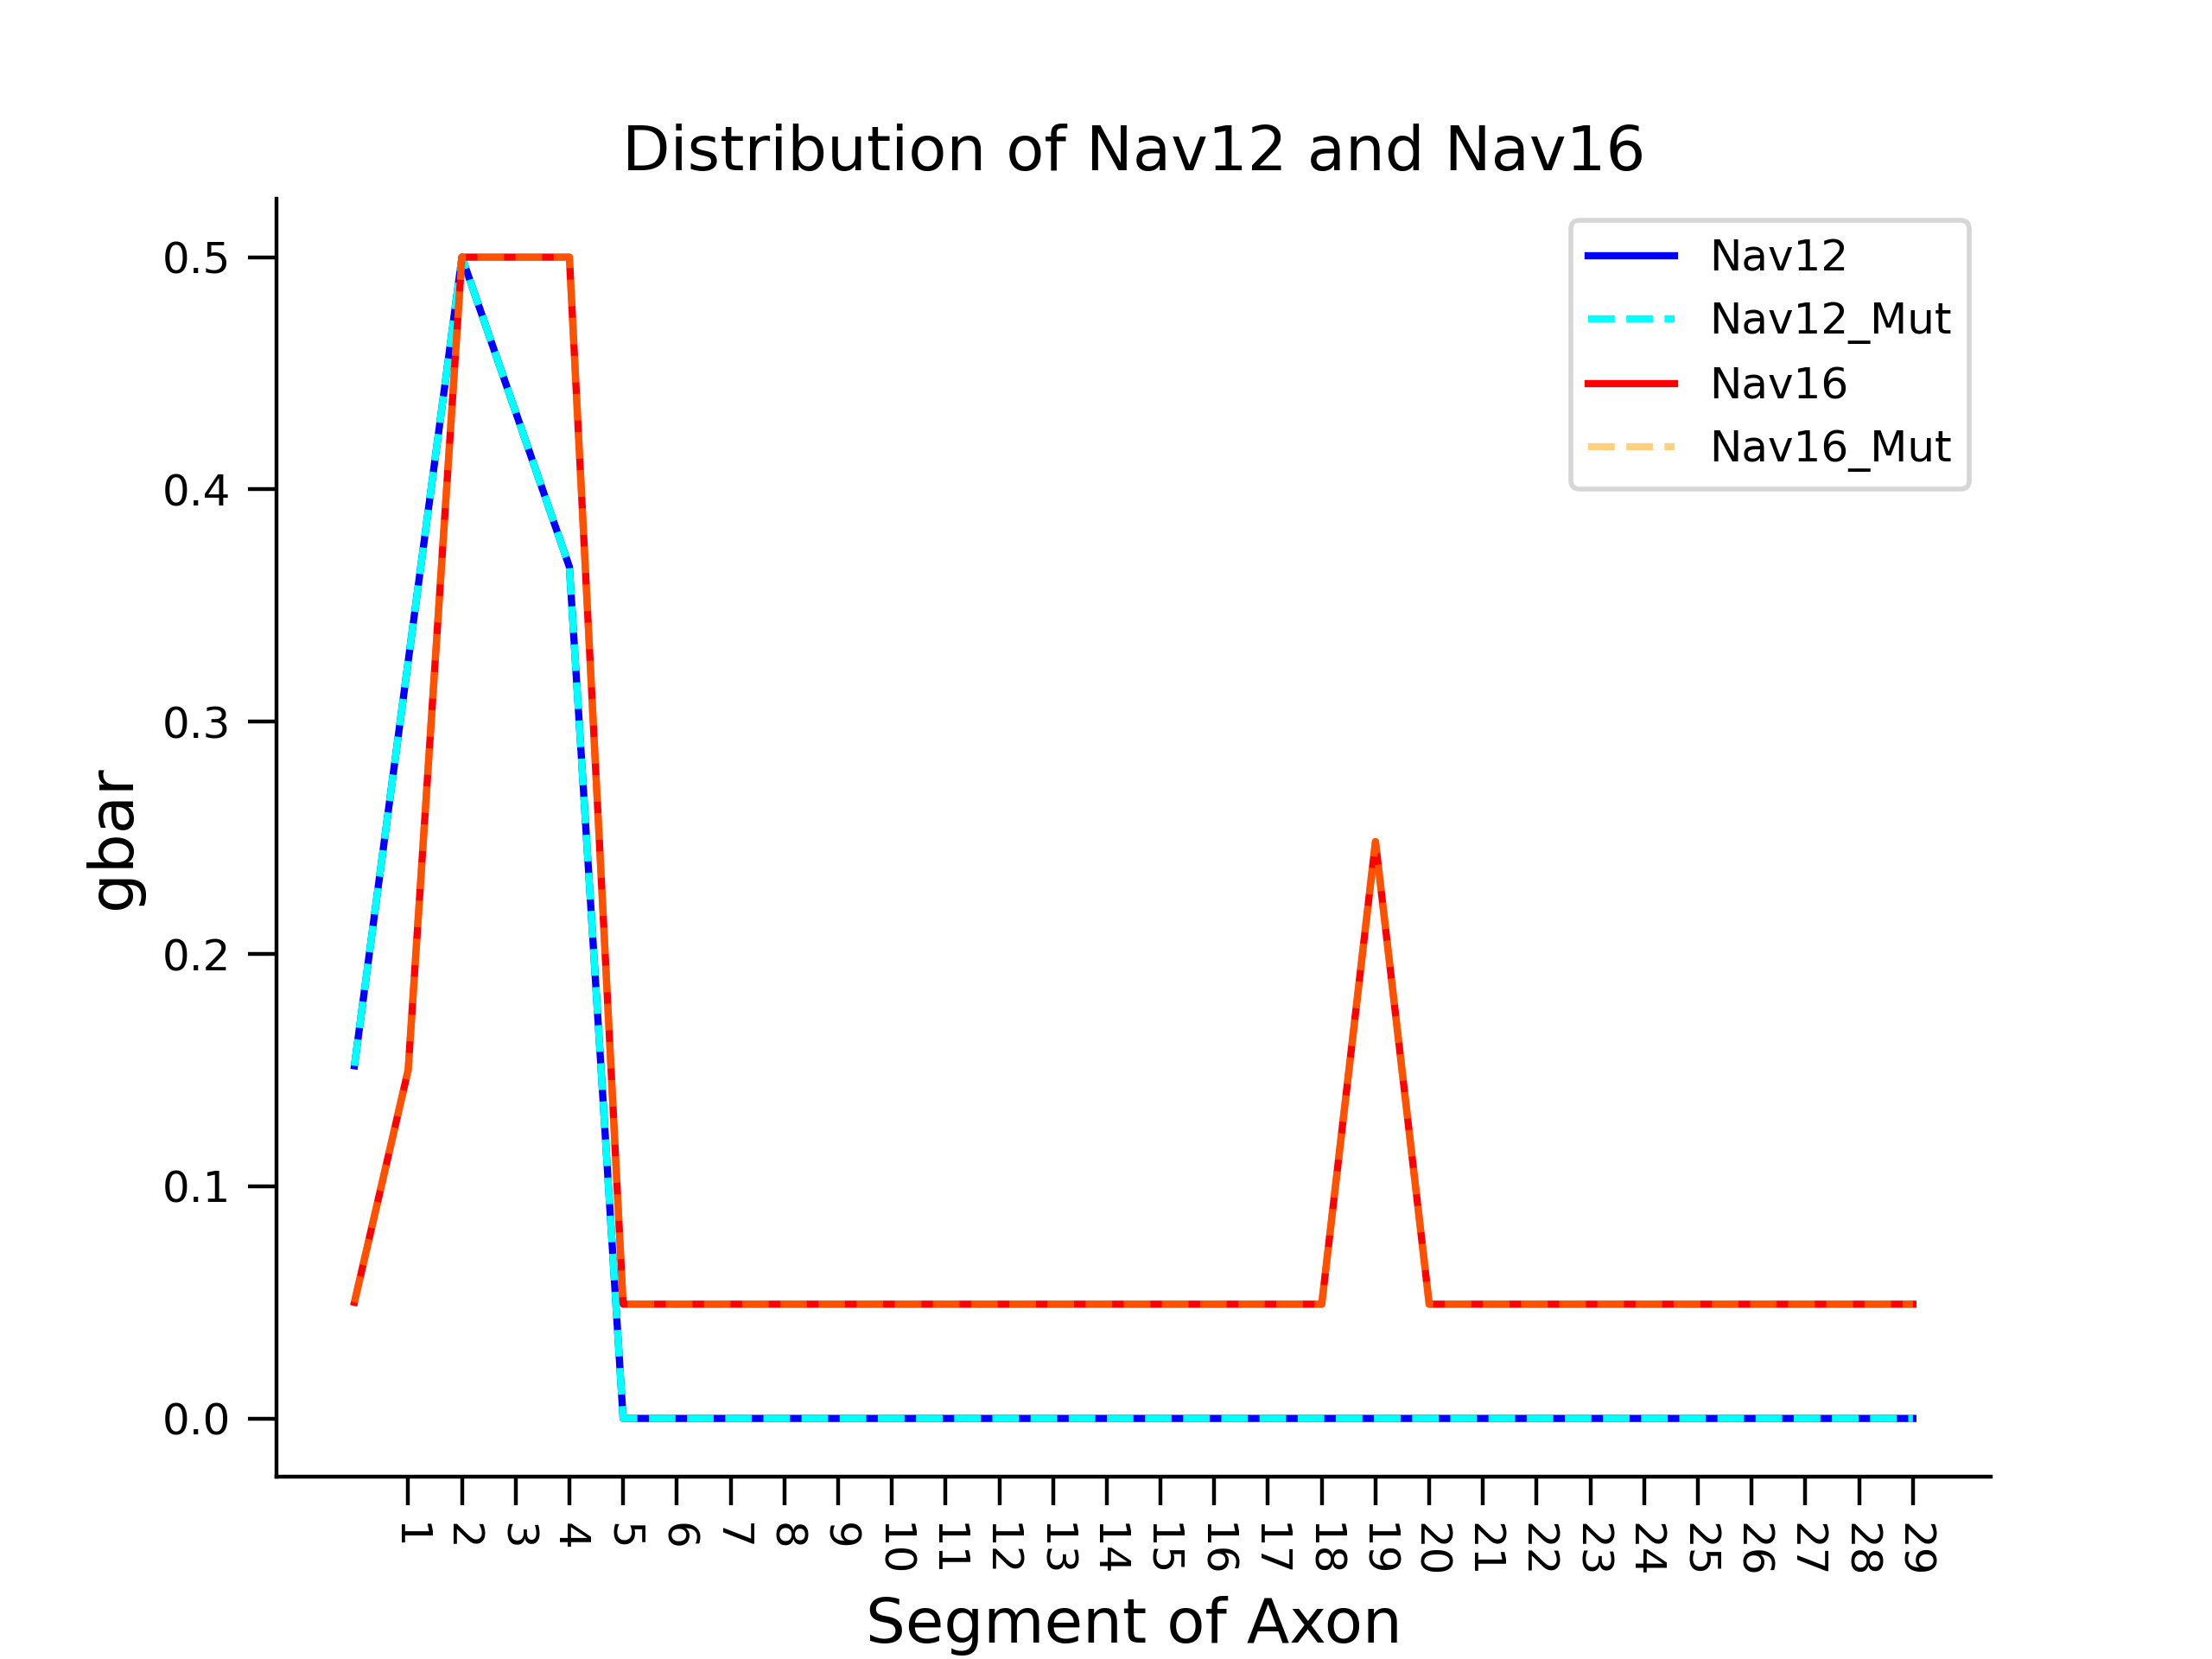 Distribution of Nav12 and Nav16
Nav12
Nav12_Mut
Nav16
Nav16_Mut
0.5
0.4
0.3
0.2
0.1
0.0
gbar
1 2 3 4 5 6 7 8 9 10 11 12 13 14 15 16 17 18 19 20 21 22 23 24 25 26 27 28 29
Segment of Axon